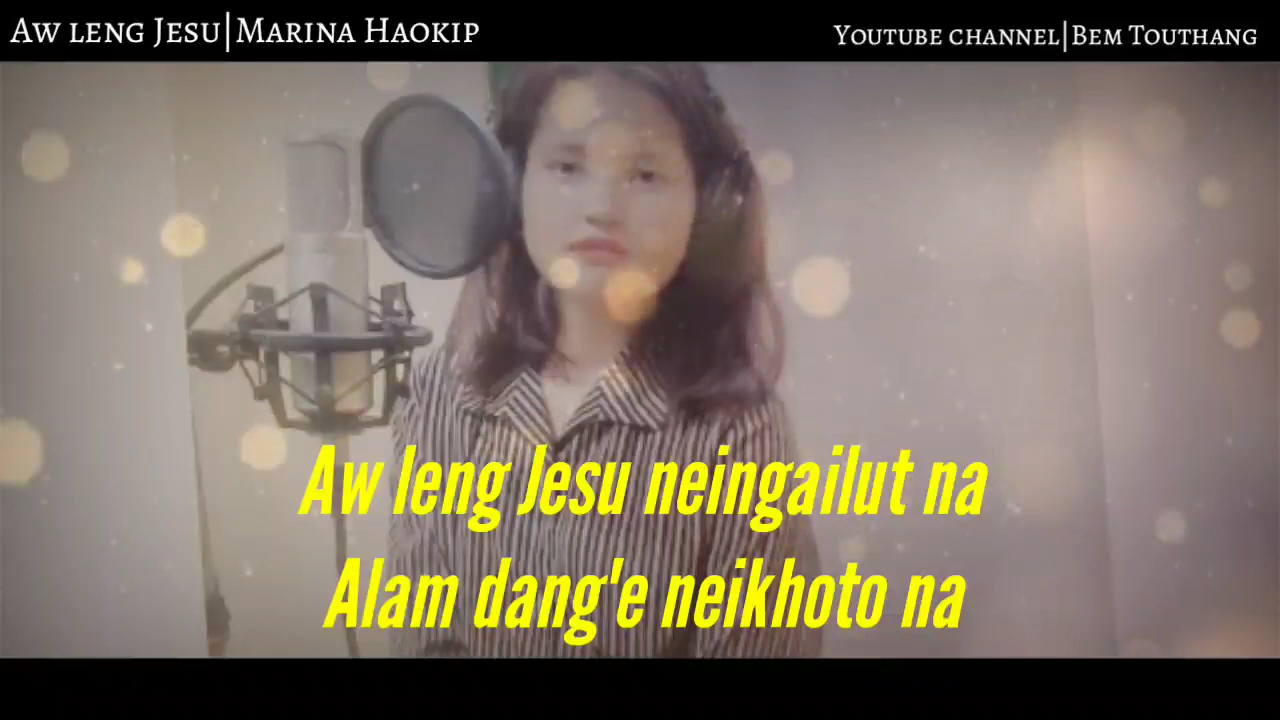 Aw leng Jesu|Marina Haokip
Youtube channel|Bem Touthang
Aw leng Jesu neingailut na
Alam dang'e neikhoto na